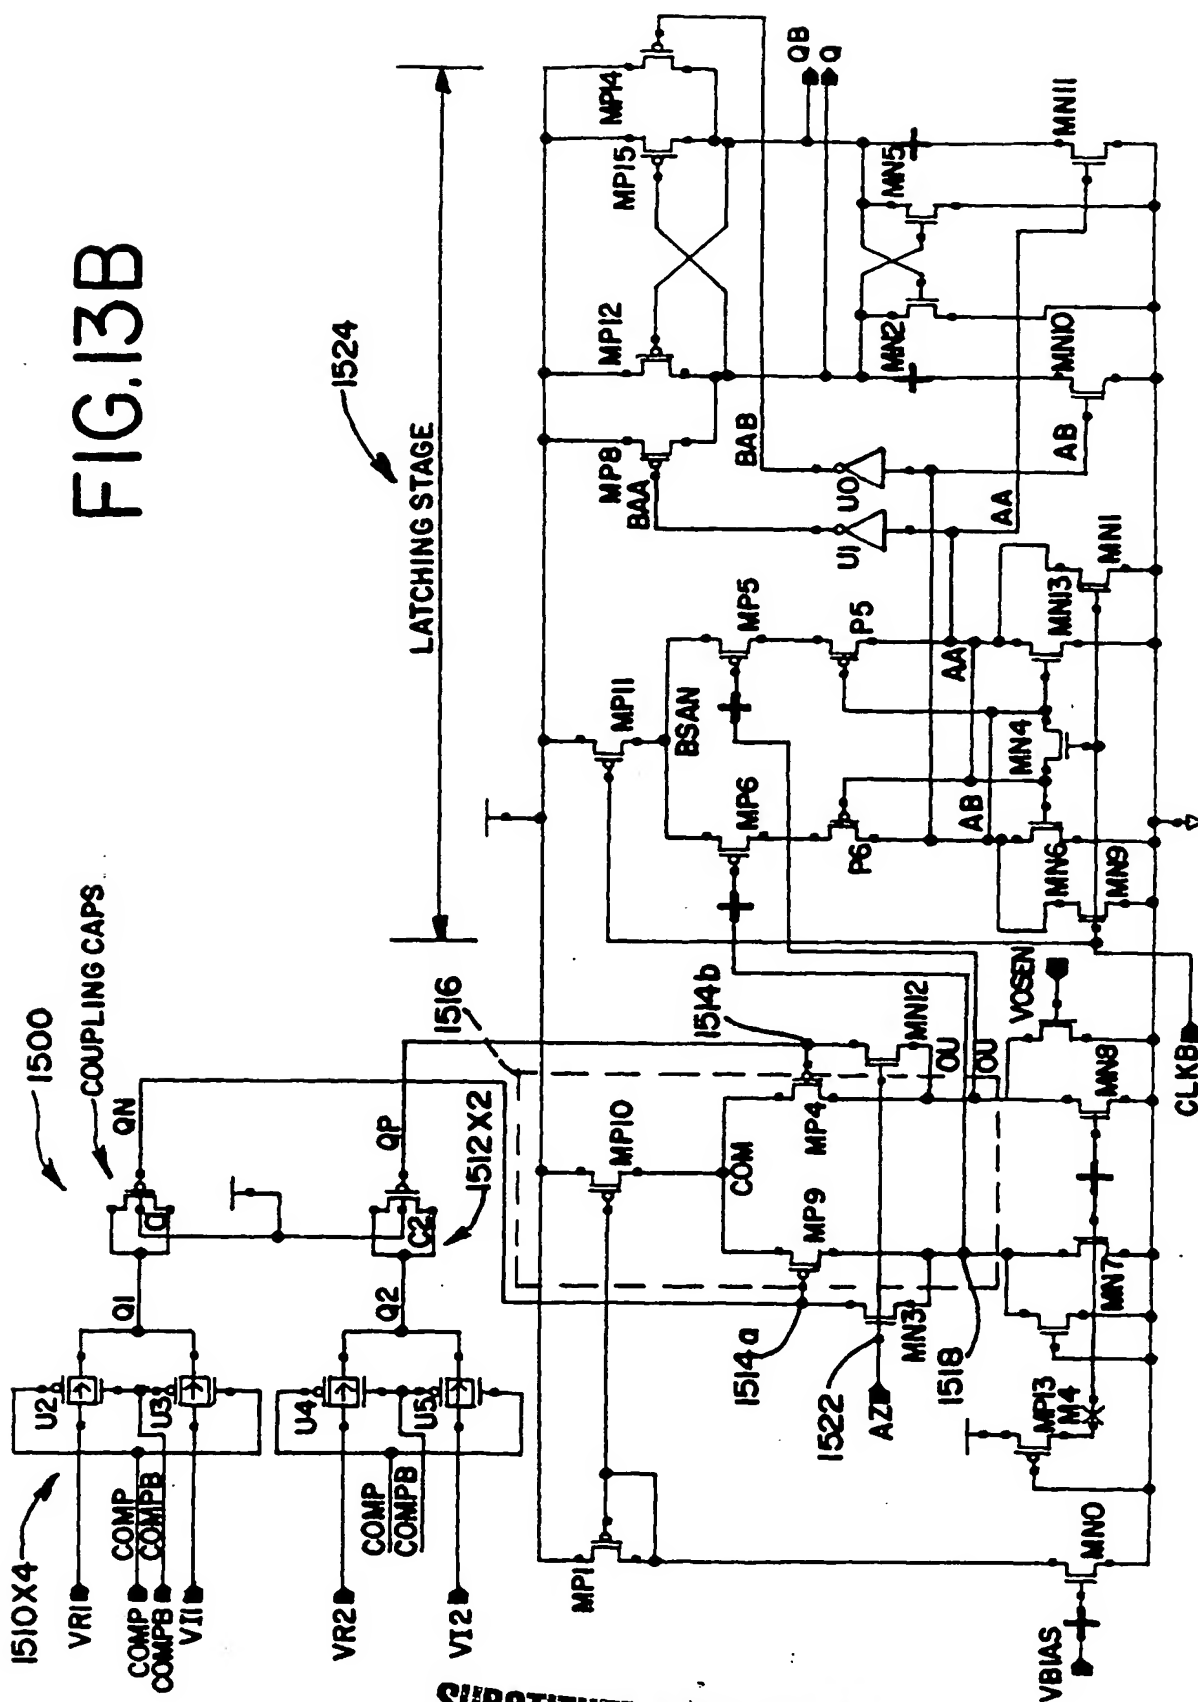 FIG.13B
1500
COUPLING CAPS
1524
LATCHING STAGE
1510X4
VR1
COMP
COMPB
VI1
U2
U3
Q1
C1
QN
VR2
COMP
COMPB
VI2
U4
U5
Q2
C2
QP
1512X2
1516
MP1
MP10
COM
MP9
MP4
1514a
1514b
1522
AZ
MN3
MN12
OU
OU
1518
MP13
M4
MN7
MN8
VOSEN
VBIAS
MN0
CLKB
MP11
BSAN
MP6
MP5
P6
P5
AB
AA
MN6
MN4
MN13
MN9
MN1
MP8
BAA
MP12
MP15
MP14
BAB
U1
U0
AA
AB
QB
Q
MN2
MN5
MN10
MN11